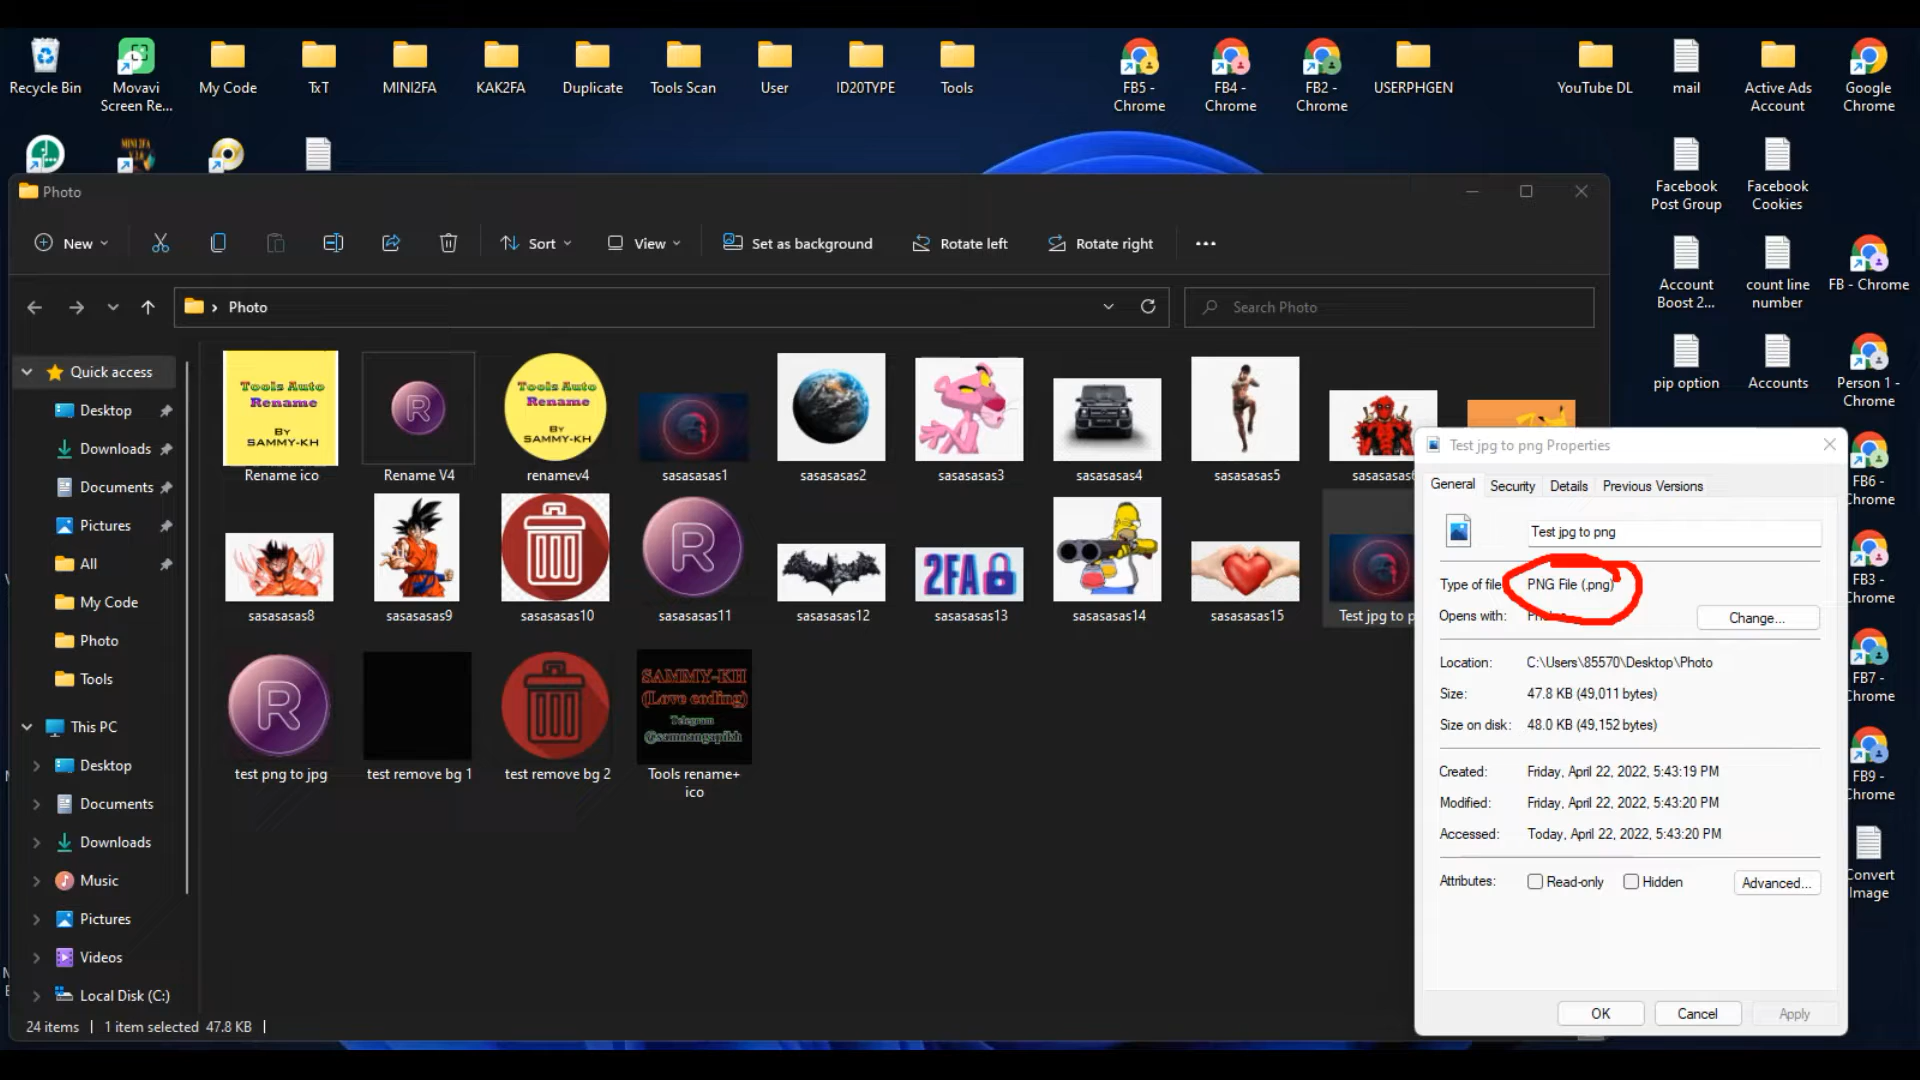 Recycle Bin
Movavi Screen Re...
My Code
TxT
MINI2FA
KAK2FA
Duplicate
Tools Scan
User
ID20TYPE
Tools
FB5 - Chrome
FB4 - Chrome
FB2 - Chrome
USERPHGEN
YouTube DL
mail
Active Ads Account
Google Chrome
Facebook Post Group
Facebook Cookies
Account Boost 2...
count line number
FB - Chrome
pip option
Accounts
Person 1 - Chrome
FB6 - Chrome
FB3 - Chrome
FB7 - Chrome
FB9 - Chrome
Convert Image
Photo
New
Sort
View
Set as background
Rotate left
Rotate right
Photo
Search Photo
Quick access
Desktop
Downloads
Documents
Pictures
All
My Code
Photo
Tools
This PC
Desktop
Documents
Downloads
Music
Pictures
Videos
Local Disk (C:)
Tools Auto
Rename
BY
SAMMY-KH
R
Tools Auto
Rename
BY
SAMMY-KH
Rename ico
Rename V4
renamev4
sasasasas1
sasasasas2
sasasasas3
sasasasas4
sasasasas5
R
2FA
sasasasas8
sasasasas9
sasasasas10
sasasasas11
sasasasas12
sasasasas13
sasasasas14
sasasasas15
Test jpg to p
R
SAMMY-KH
(Love coding)
Telegram
@samnangapikh
test png to jpg
test remove bg 1
test remove bg 2
Tools rename+ ico
24 items
1 item selected 47.8 KB
Test jpg to png Properties
General
Security
Details
Previous Versions
Test jpg to png
Type of file
PNG File (.png)
Opens with:
Change...
Location:
C:\Users\85570\Desktop\Photo
Size:
47.8 KB (49,011 bytes)
Size on disk:
48.0 KB (49,152 bytes)
Created:
Friday, April 22, 2022, 5:43:19 PM
Modified:
Friday, April 22, 2022, 5:43:20 PM
Accessed:
Today, April 22, 2022, 5:43:20 PM
Attributes:
Read-only
Hidden
Advanced...
OK
Cancel
Apply